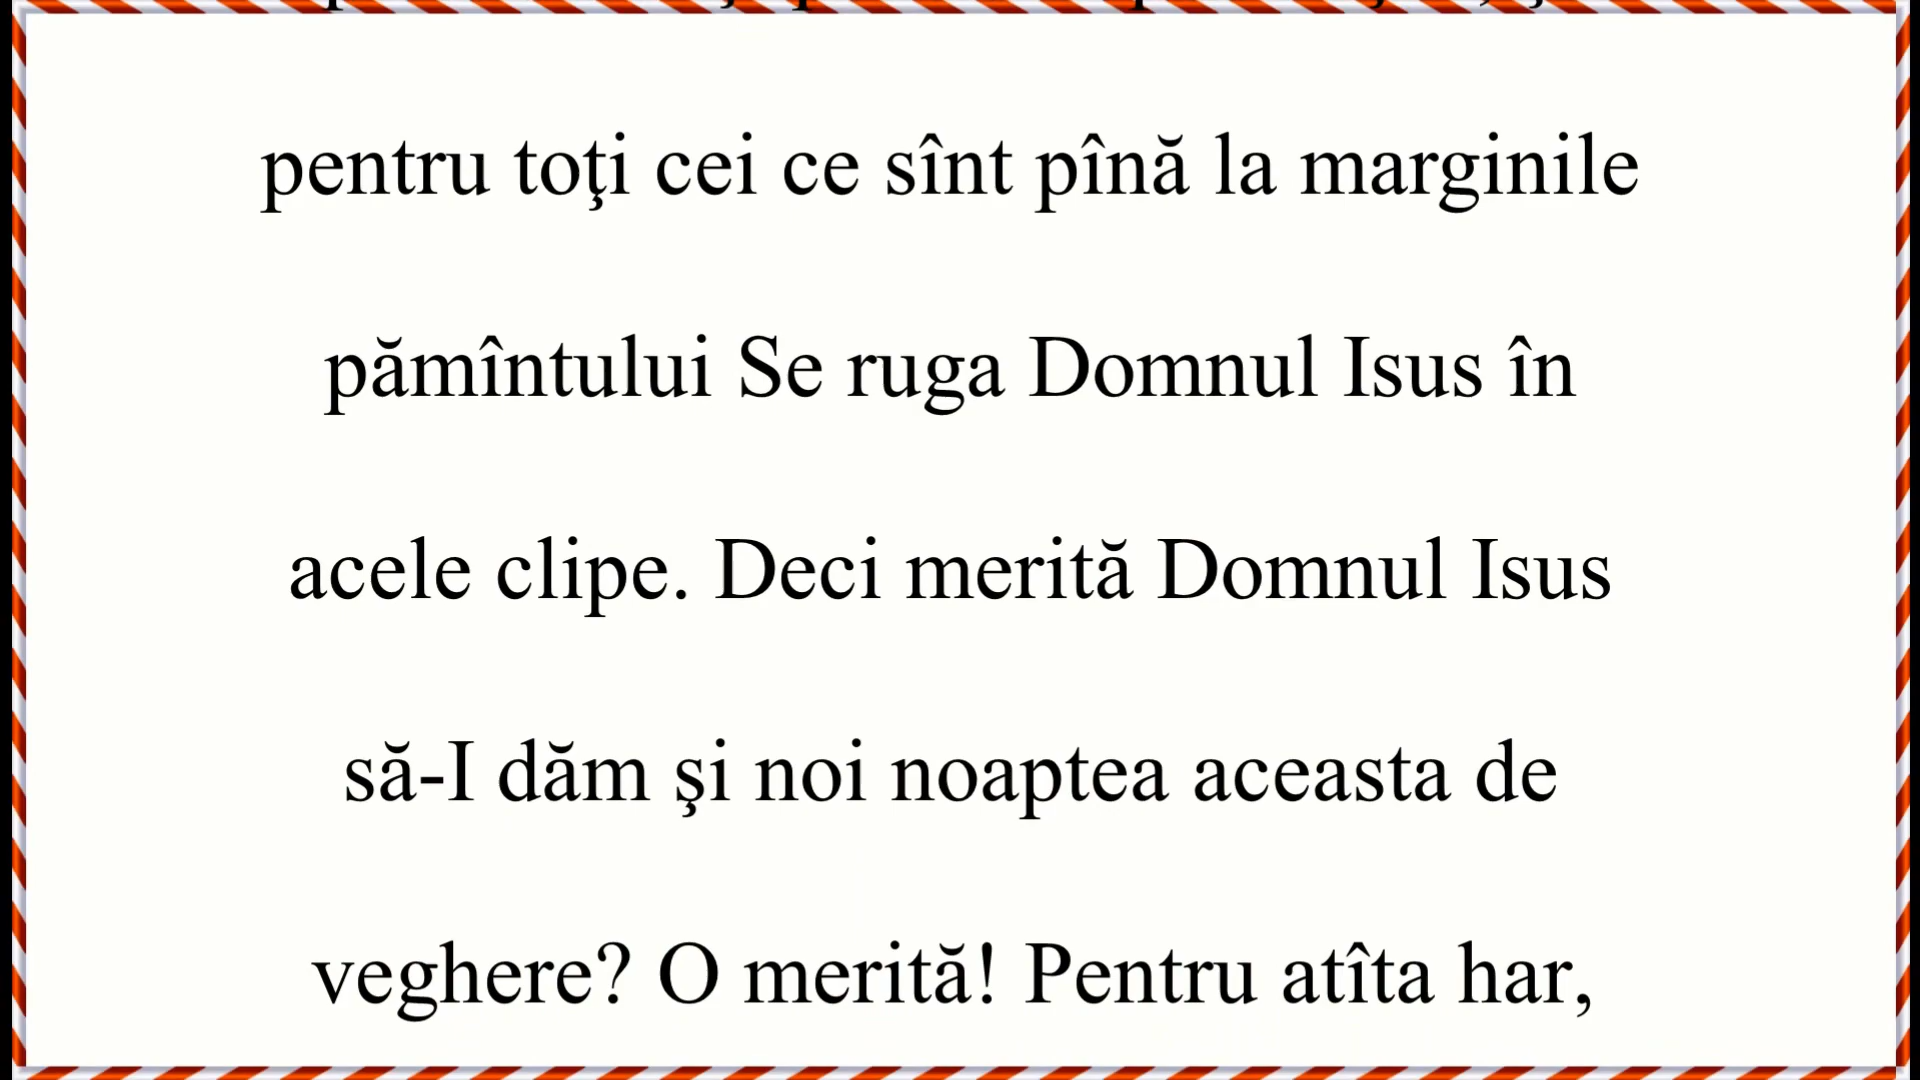 pentru toţi cei ce sînt pînă la marginile
pămîntului Se ruga Domnul Isus în
acele clipe. Deci merită Domnul Isus
să-I dăm şi noi noaptea aceasta de
veghere? O merită! Pentru atîta har,